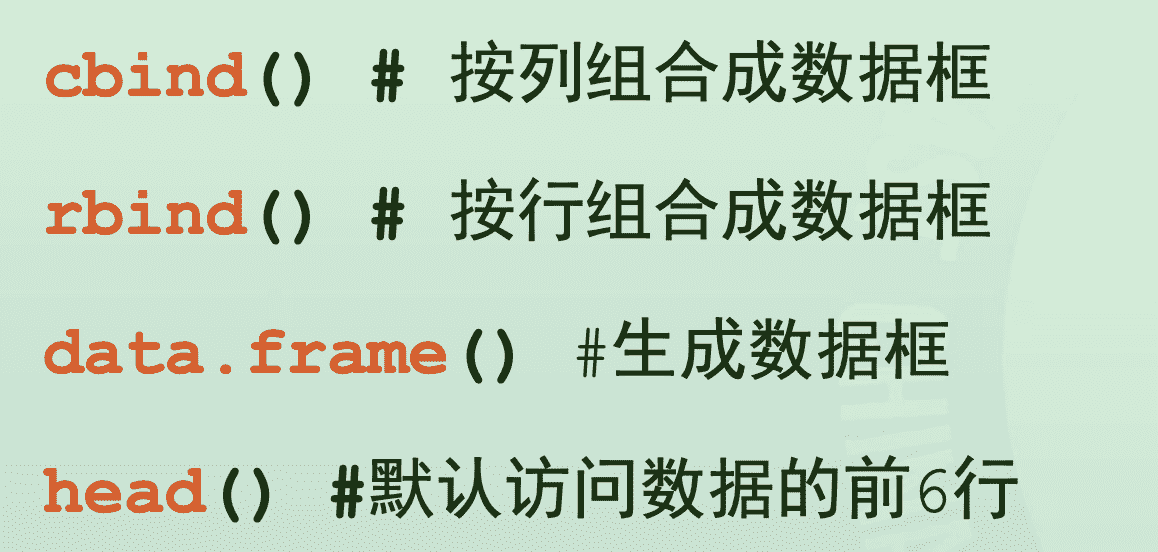 cbind() # 按列组合成数据框
rbind() # 按行组合成数据框
data.frame() #生成数据框
head() #默认访问数据的前6行